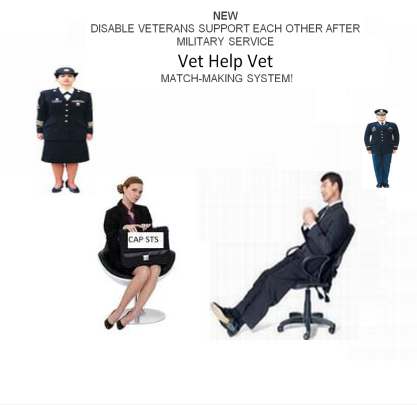 NEW
DISABLE VETERANS SUPPORT EACH OTHER AFTER
MILITARY SERVICE
Vet Help Vet
MATCH-MAKING SYSTEM!
CAP STS